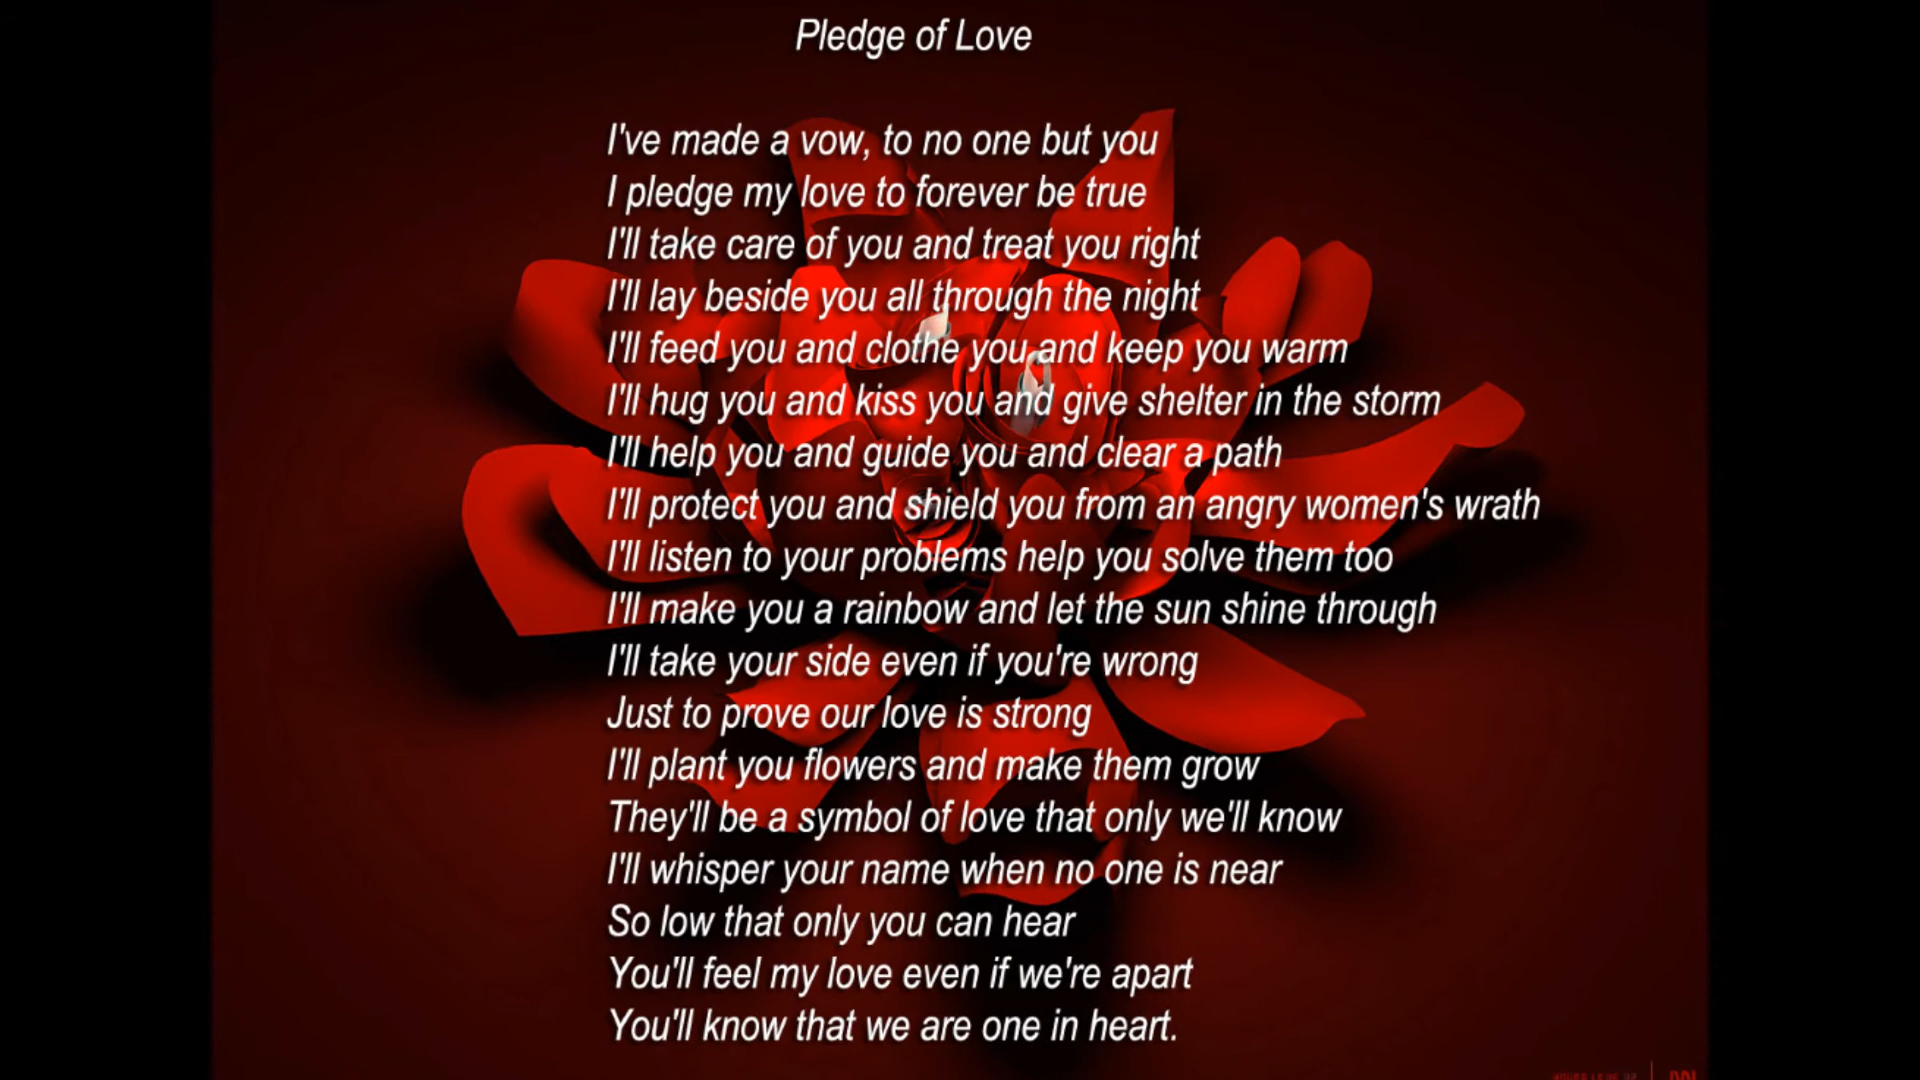 Pledge of Love
I've made a vow, to no one but you
I pledge my love to forever be true
I'll take care of you and treat you right
I'll lay beside you all through the night
I'll feed you and clothe you and keep you warm
I'll hug you and kiss you and give shelter in the storm
I'll help you and guide you and clear a path
I'll protect you and shield you from an angry women's wrath
I'll listen to your problems help you solve them too
I'll make you a rainbow and let the sun shine through
I'll take your side even if you're wrong
Just to prove our love is strong
I'll plant you flowers and make them grow
They'll be a symbol of love that only we'll know
I'll whisper your name when no one is near
So low that only you can hear
You'll feel my love even if we're apart
You'll know that we are one in heart.